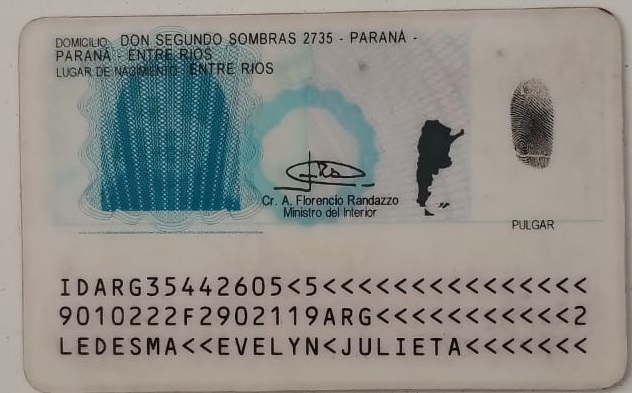 DOMICILIO: DON SEGUNDO SOMBRAS 2735 - PARANÁ -
PARANÁ - ENTRE RIOS
LUGAR DE NACIMIENTO: ENTRE RIOS
Cr. A. Florencio Randazzo
Ministro del Interior
PULGAR
IDARG35442605<5<<<<<<<<<<<<<<<
9010222F2902119ARG<<<<<<<<<<<2
LEDESMA<<EVELYN<JULIETA<<<<<<<